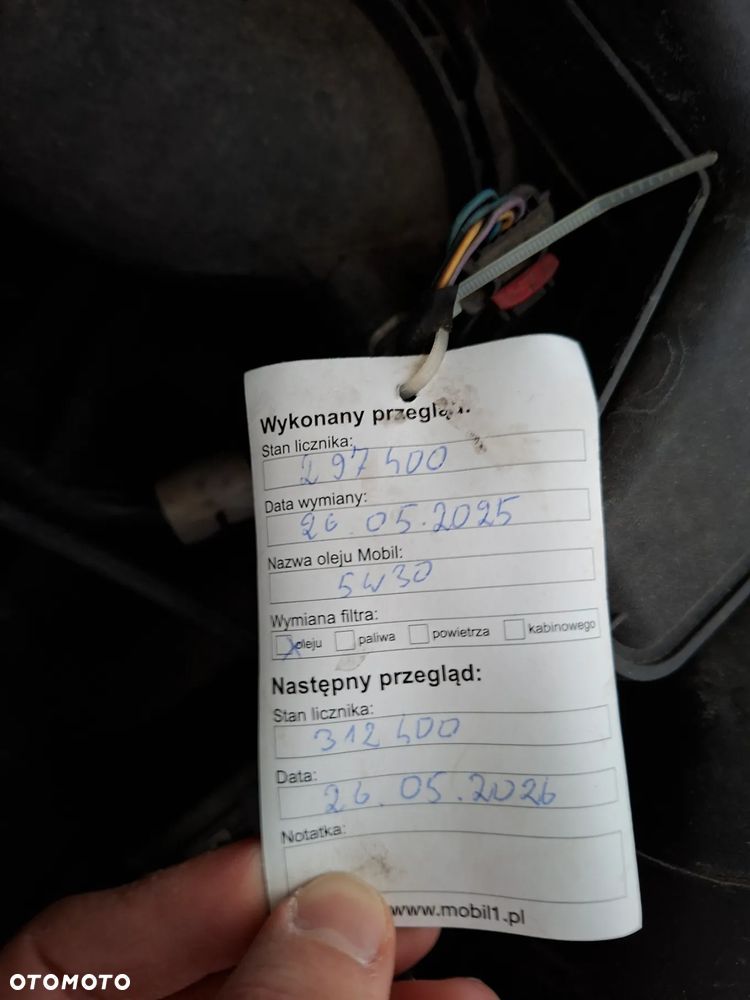 Wykonany przegląd:
Stan licznika:
297400
Data wymiany:
26.05.2025
Nazwa oleju Mobil:
5W30
Wymiana filtra:
oleju paliwa powietrza kabinowego
Następny przegląd:
Stan licznika:
312400
Data:
26.05.2026
Notatka:
www.mobil1.pl
OTOMOTO